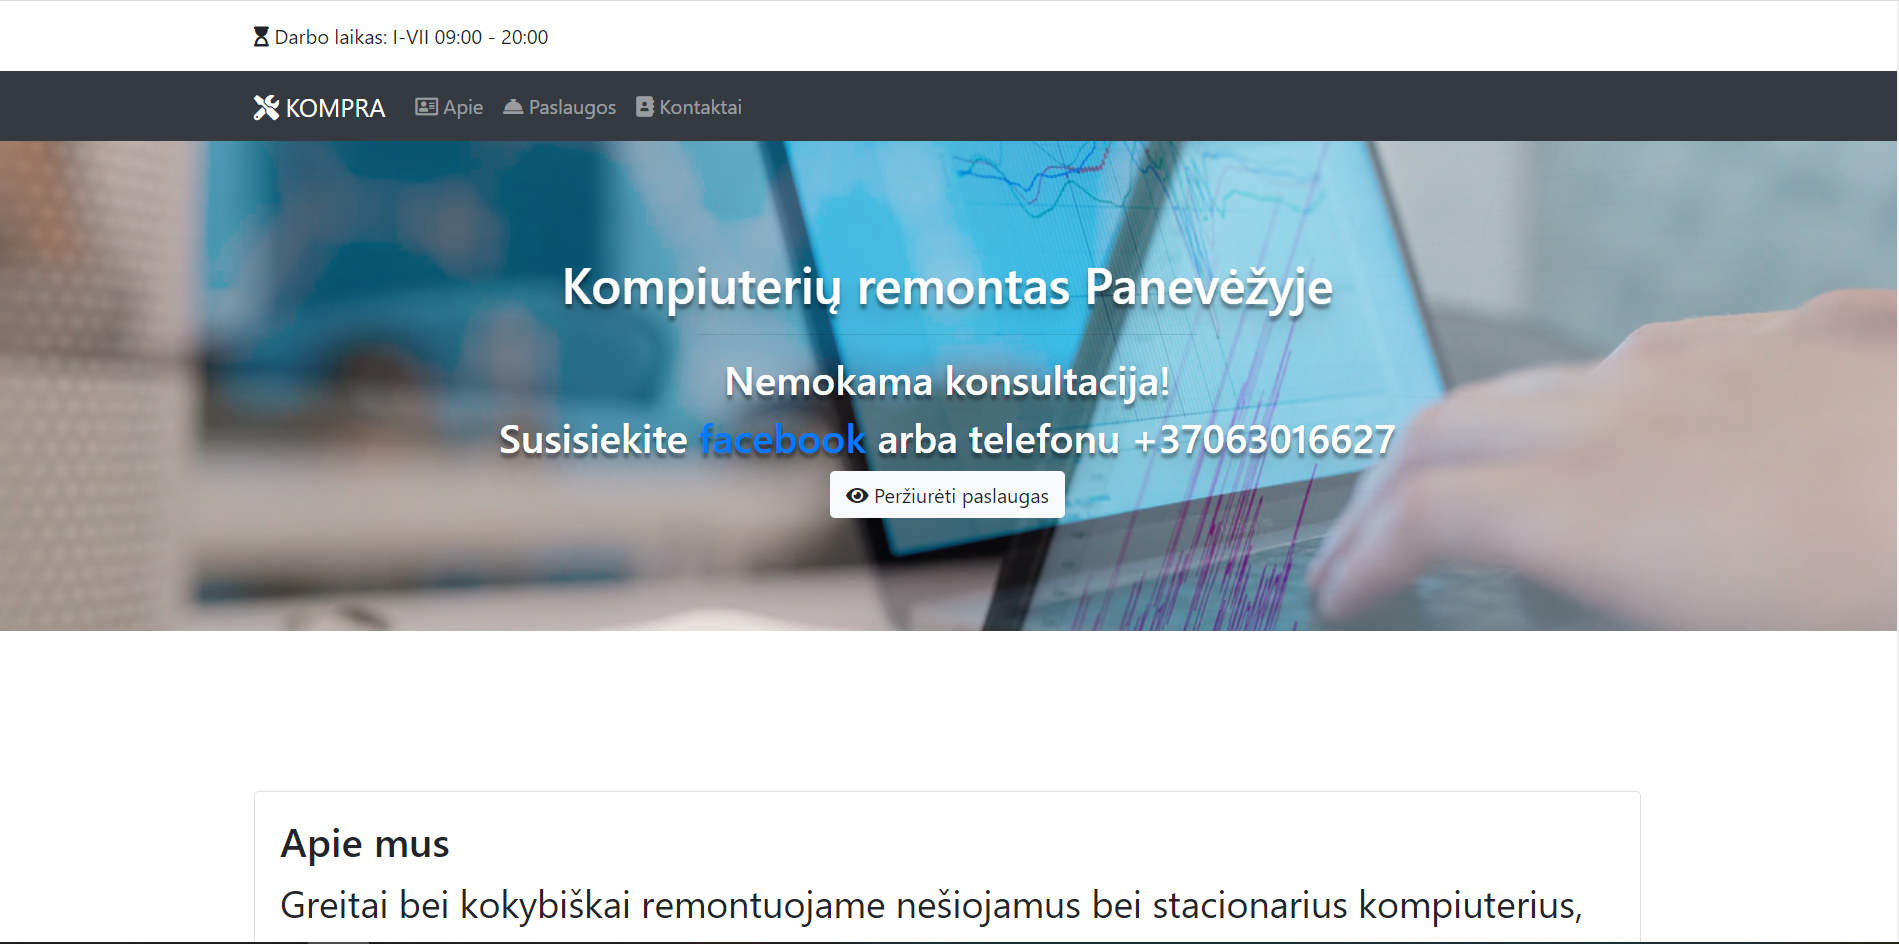 Darbo laikas: I-VII 09:00 - 20:00
KOMPRA Apie Paslaugos Kontaktai
Kompiuterių remontas Panevėžyje
Nemokama konsultacija!
Susisiekite facebook arba telefonu +37063016627
Peržiurėti paslaugas
Apie mus
Greitai bei kokybiškai remontuojame nešiojamus bei stacionarius kompiuterius,